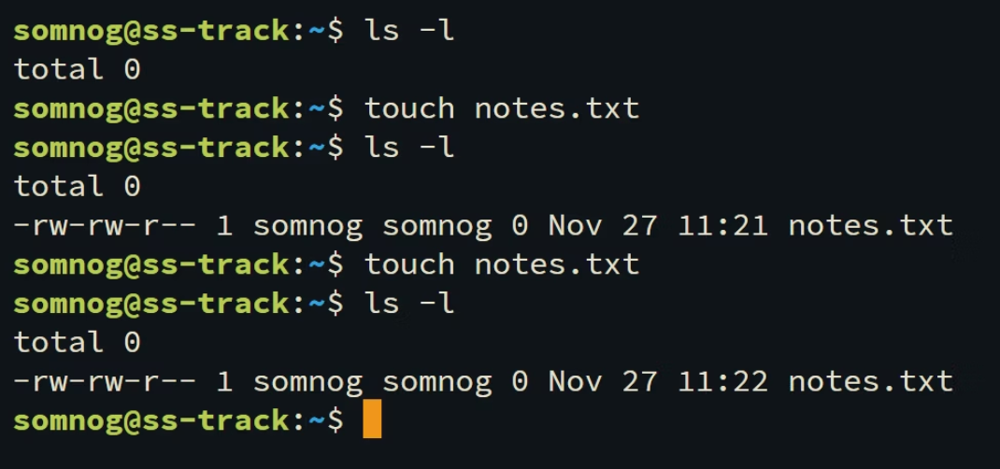 somnog@ss-track:~$ ls -l
total 0
somnog@ss-track:~$ touch notes.txt
somnog@ss-track:~$ ls -l
total 0
-rw-rw-r-- 1 somnog somnog 0 Nov 27 11:21 notes.txt
somnog@ss-track:~$ touch notes.txt
somnog@ss-track:~$ ls -l
total 0
-rw-rw-r-- 1 somnog somnog 0 Nov 27 11:22 notes.txt
somnog@ss-track:~$